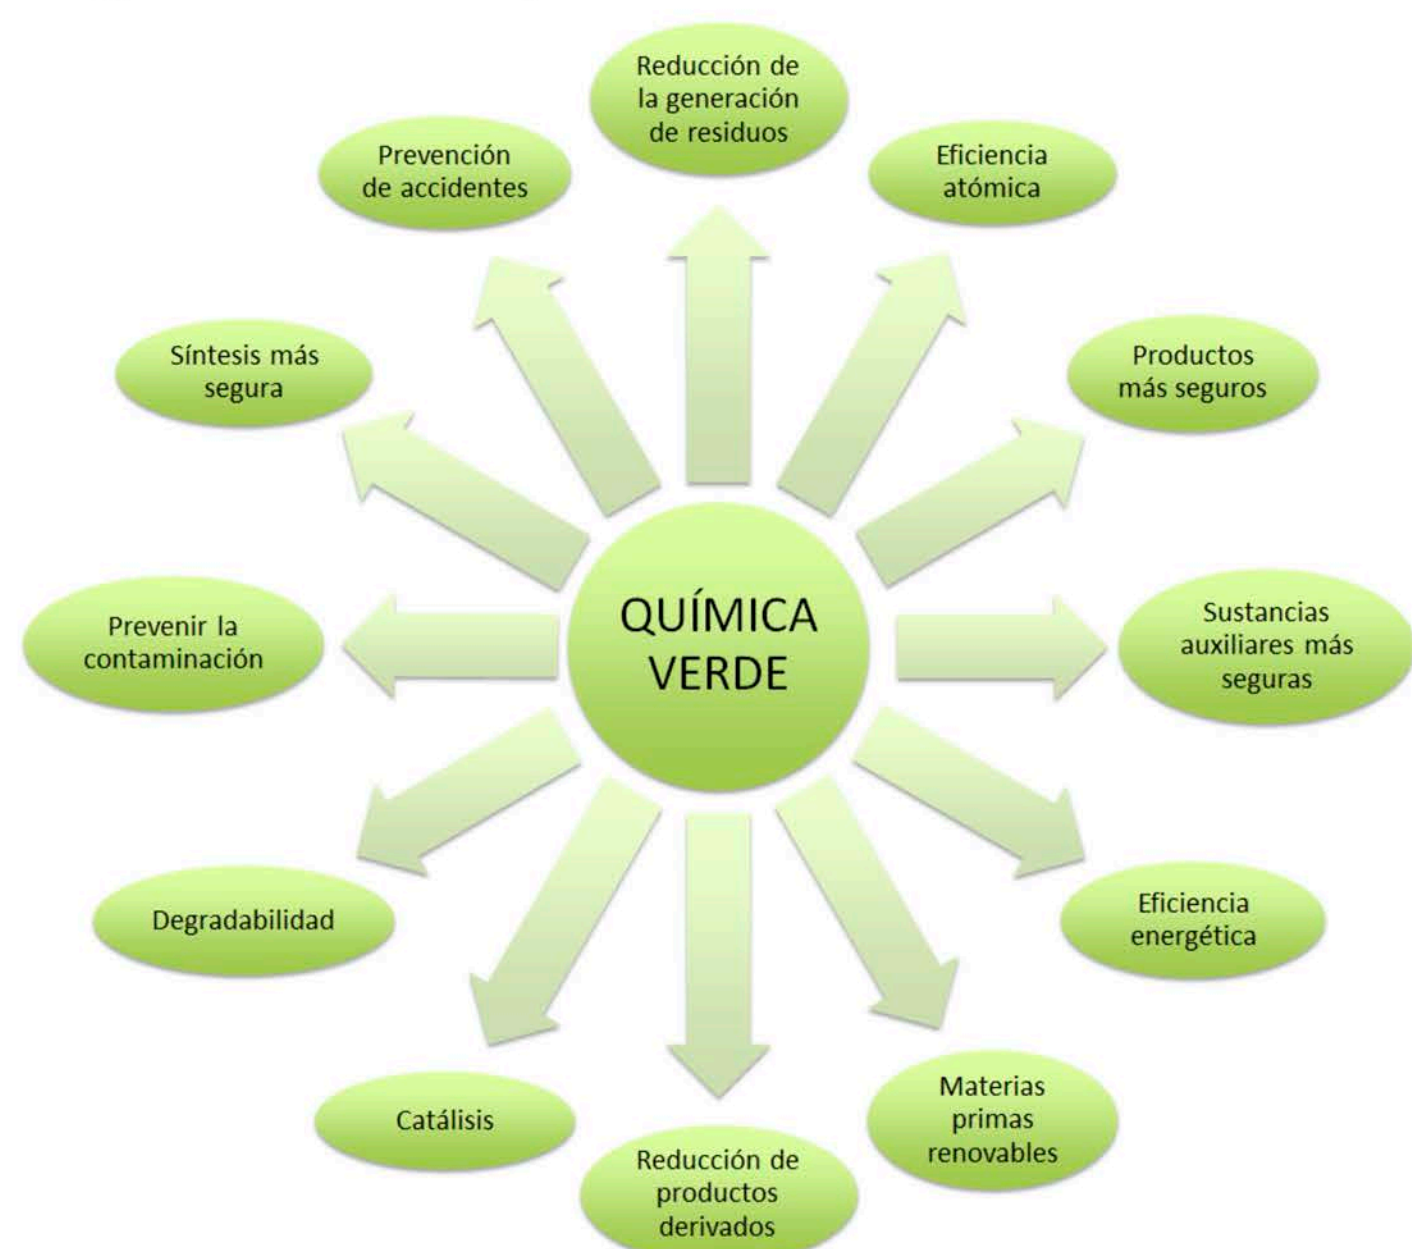 Reducción de
la generación
de residuos
Eficiencia
atómica
Productos
más seguros
Sustancias
auxiliares más
seguras
Eficiencia
energética
Materias
primas
renovables
Reducción de
productos
derivados
Catálisis
Degradabilidad
Prevenir la
contaminación
Síntesis más
segura
Prevención
de accidentes
QUÍMICA
VERDE